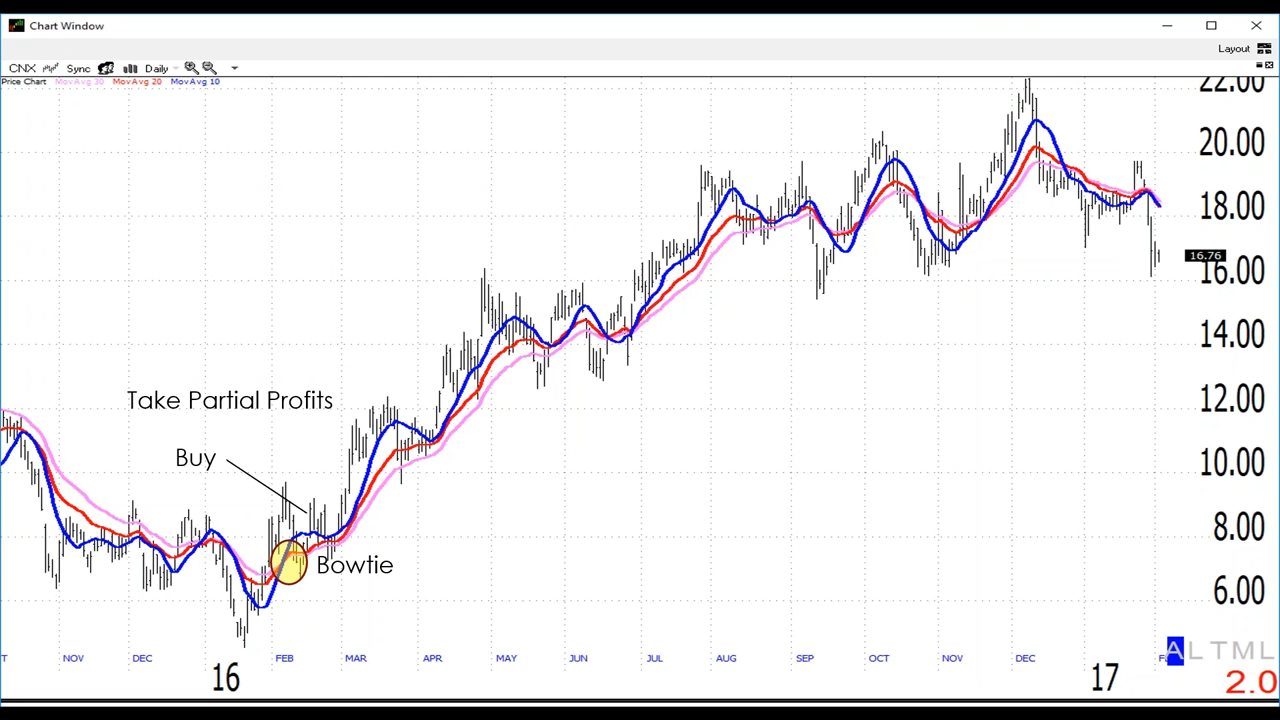 Chart Window
Layout
CNX Sync Daily
Price Chart MovAvg 30 MovAvg 20 MovAvg 10
22.00
20.00
18.00
16.76
16.00
14.00
12.00
Take Partial Profits
Buy
10.00
8.00
Bowtie
6.00
NOV DEC FEB MAR APR MAY JUN JUL AUG SEP OCT NOV DEC
16 17
ALTML
2.0